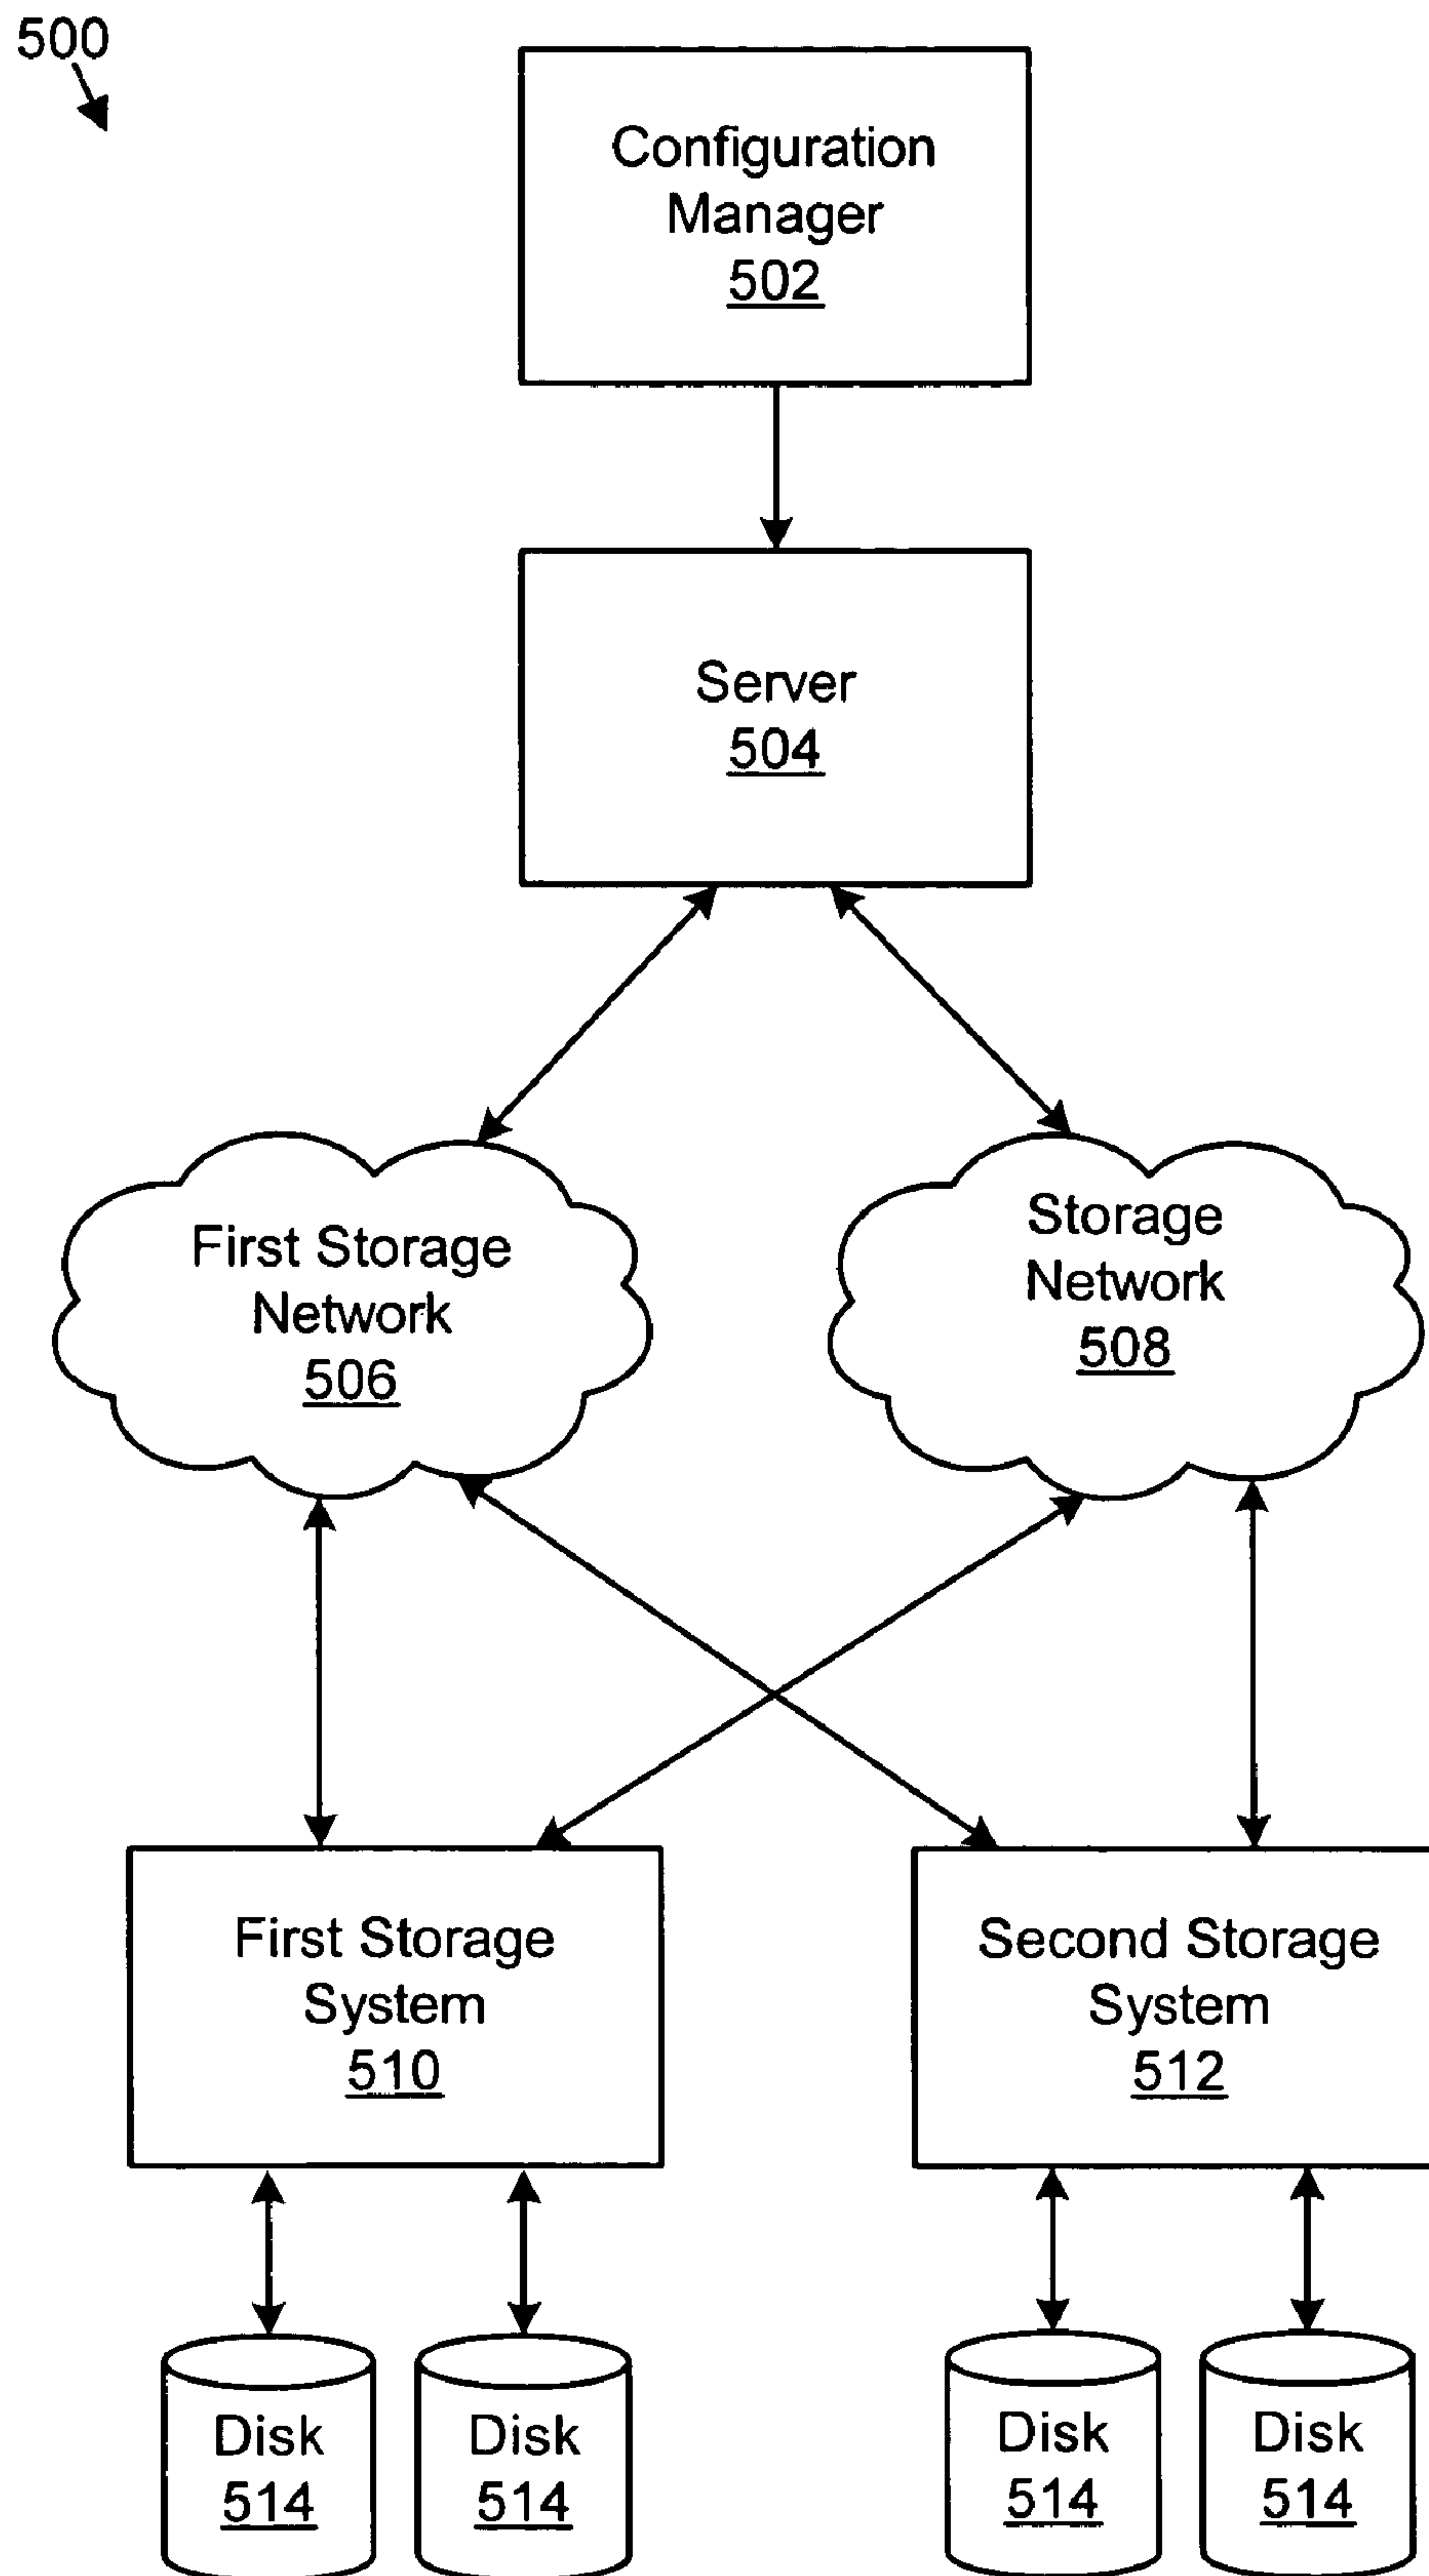 500
Configuration
Manager
502
Server
504
First Storage
Network
506
Storage
Network
508
First Storage
System
510
Second Storage
System
512
Disk
514
Disk
514
Disk
514
Disk
514